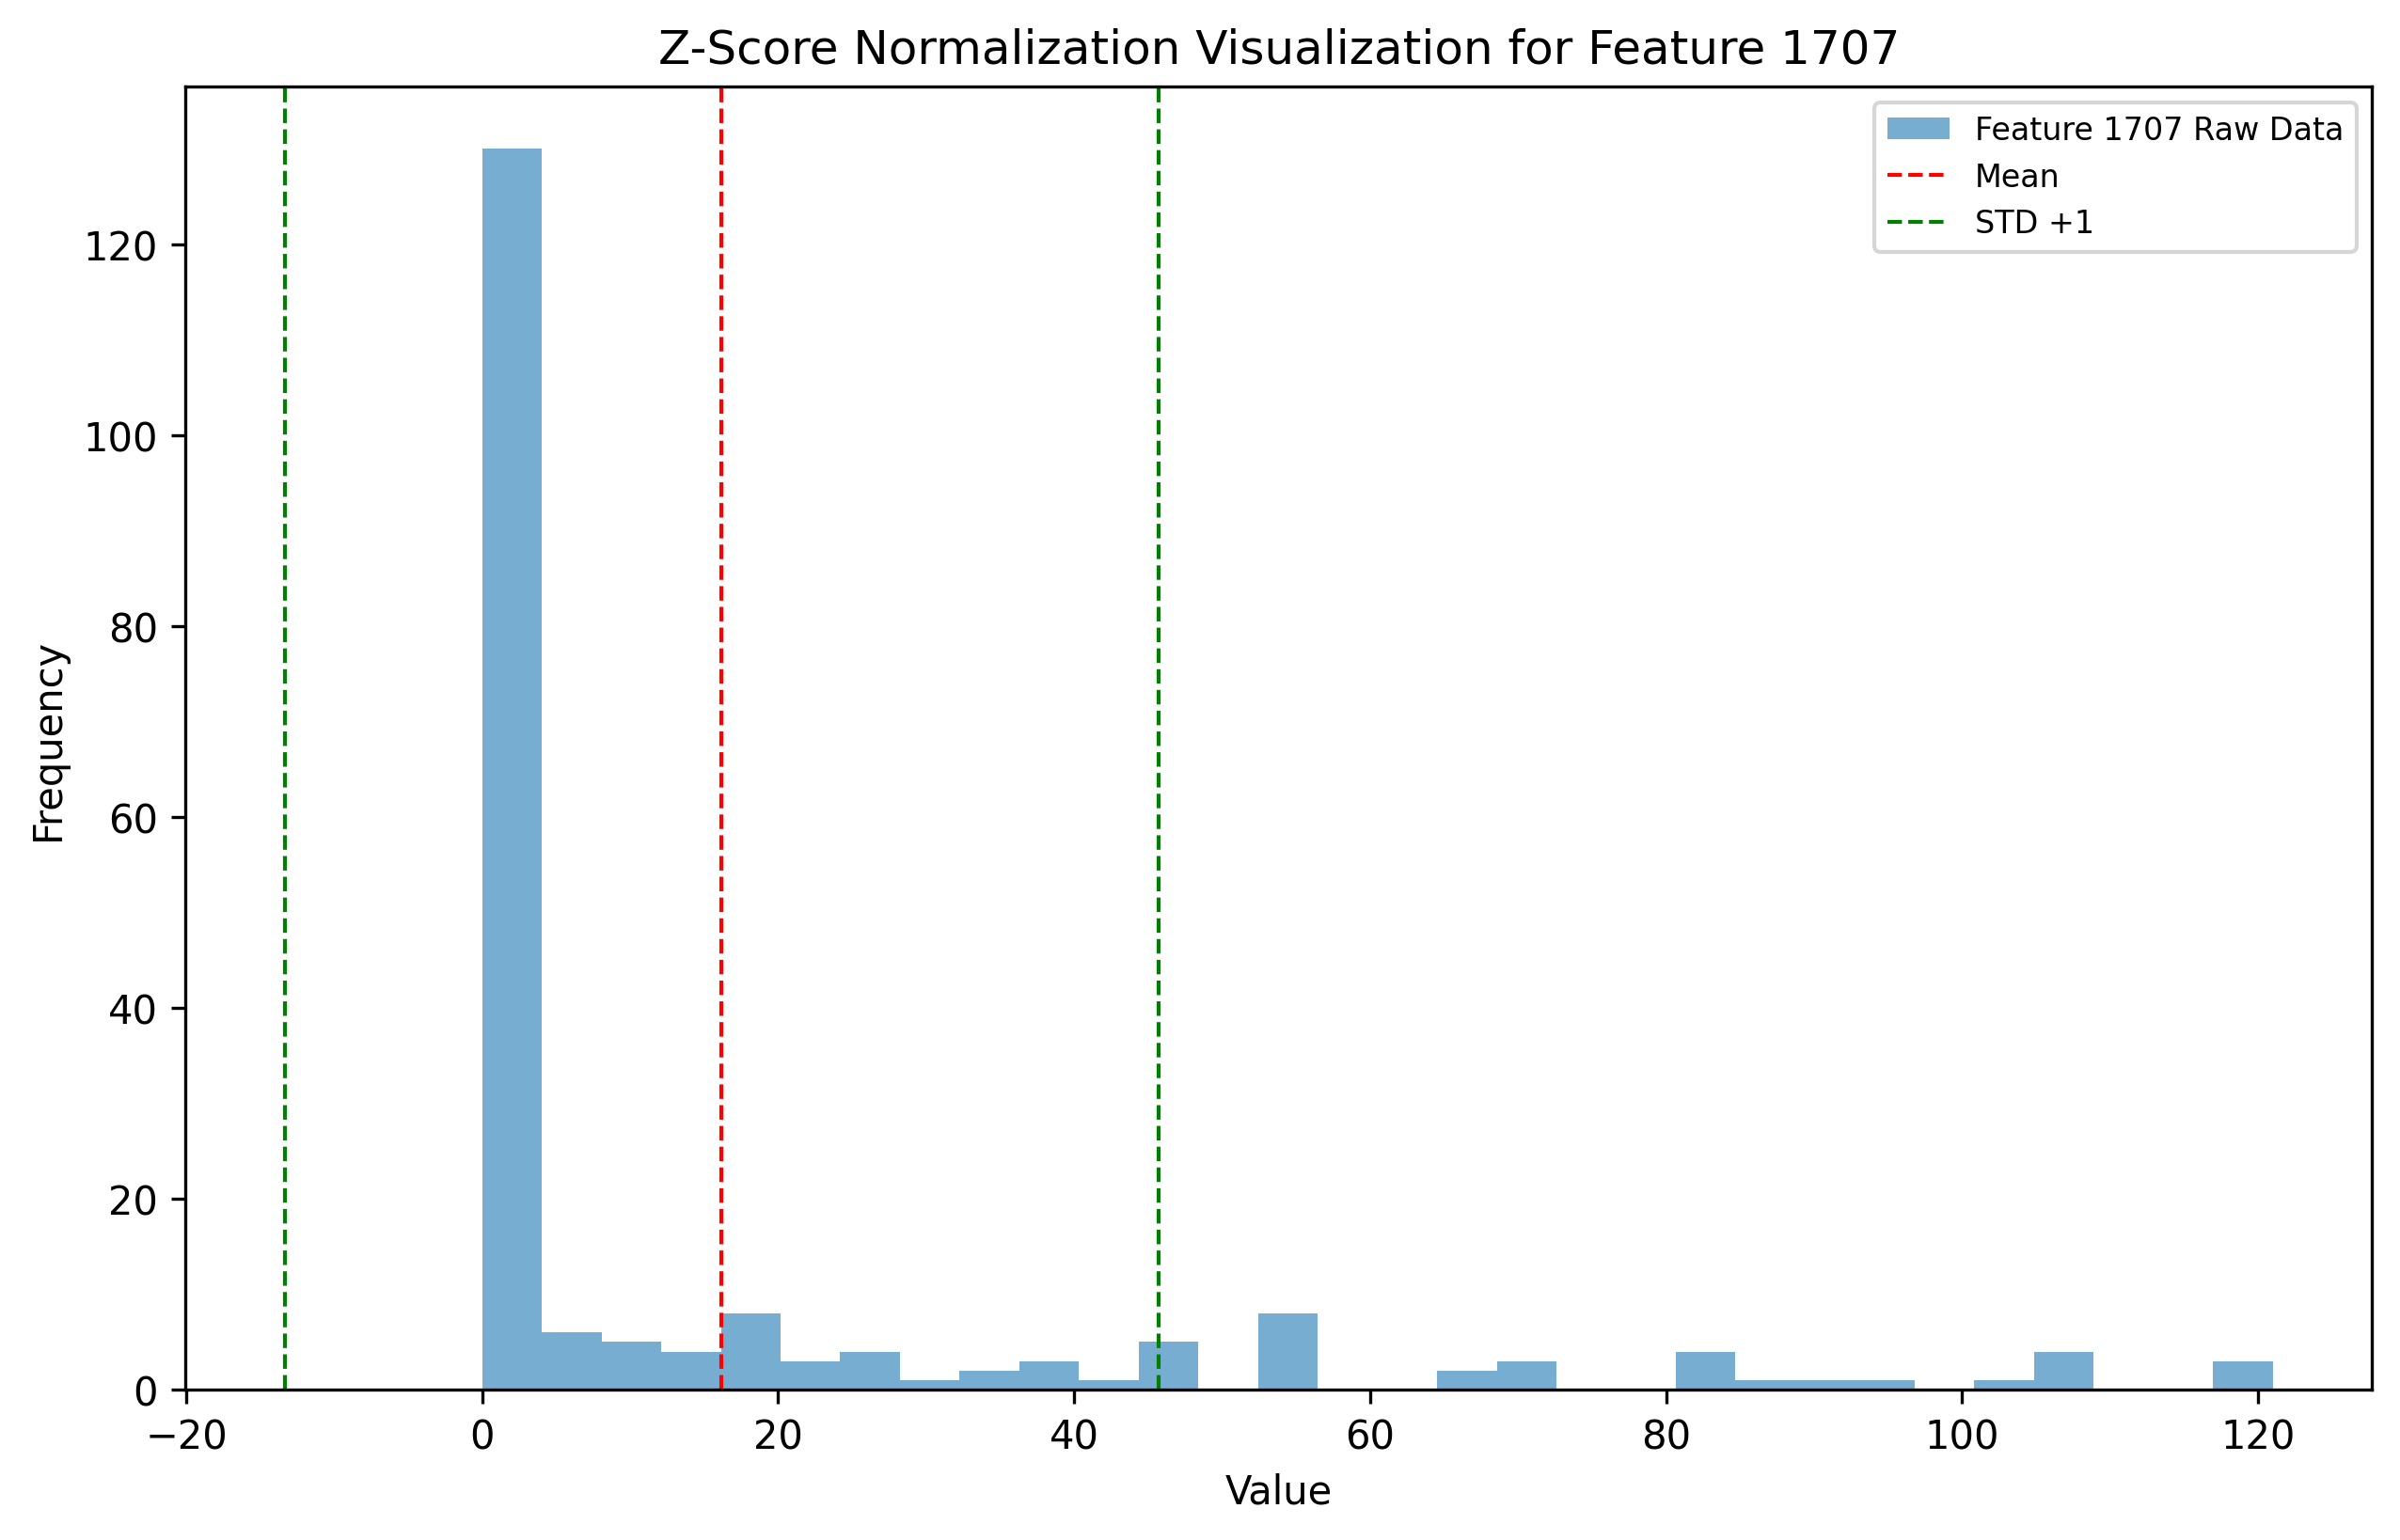 Z-Score Normalization Visualization for Feature 1707
Feature 1707 Raw Data
Mean
STD +1
Frequency
120
100
80
60
40
20
0
−20 0 20 40 60 80 100 120
Value